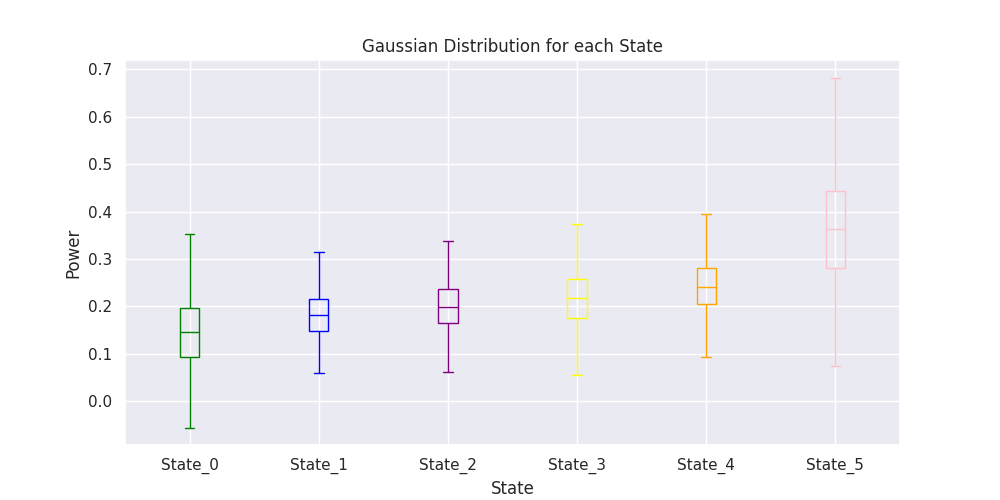 Gaussian Distribution for each State
Power
0.7
0.6
0.5
0.4
0.3
0.2
0.1
0.0
State_0 State_1 State_2 State_3 State_4 State_5
State